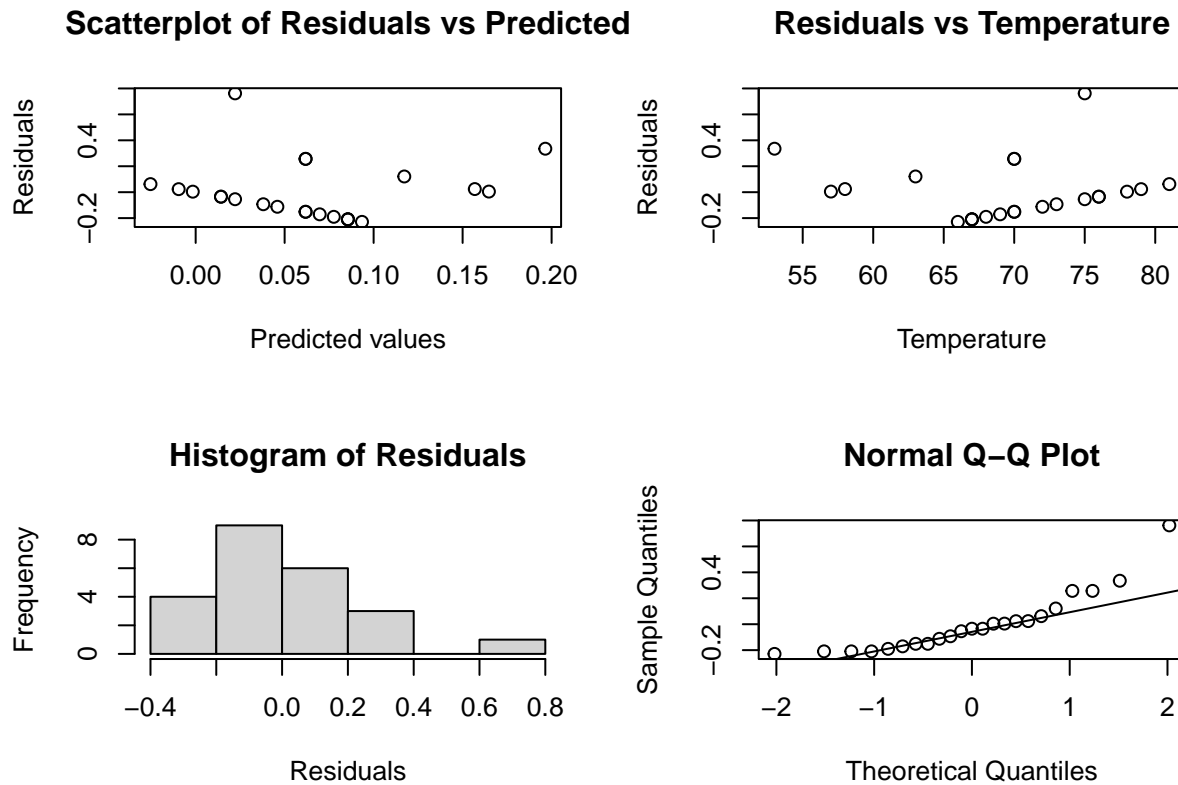 Scatterplot of Residuals vs Predicted
Residuals
−0.2 0.4
0.00 0.05 0.10 0.15 0.20
Predicted values
Residuals vs Temperature
Residuals
−0.2 0.4
55 60 65 70 75 80
Temperature
Histogram of Residuals
Frequency
0 4 8
−0.4 0.0 0.2 0.4 0.6 0.8
Residuals
Normal Q−Q Plot
Sample Quantiles
−0.2 0.4
−2 −1 0 1 2
Theoretical Quantiles